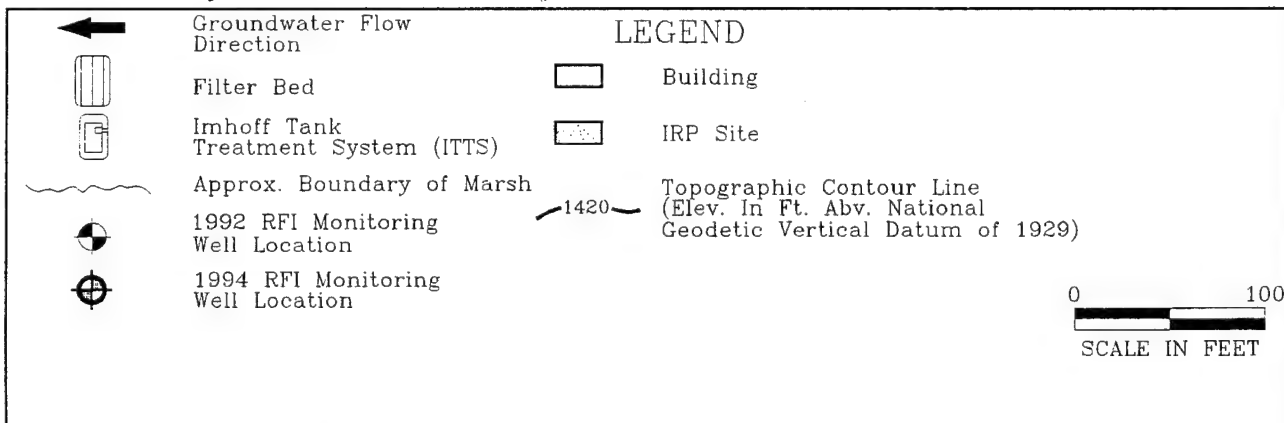 LEGEND
Groundwater Flow
Direction
Filter Bed
Imhoff Tank
Treatment System (ITTS)
Approx. Boundary of Marsh
1992 RFI Monitoring
Well Location
1994 RFI Monitoring
Well Location
Building
IRP Site
1420
Topographic Contour Line
(Elev. In Ft. Abv. National
Geodetic Vertical Datum of 1929)
0 100
SCALE IN FEET